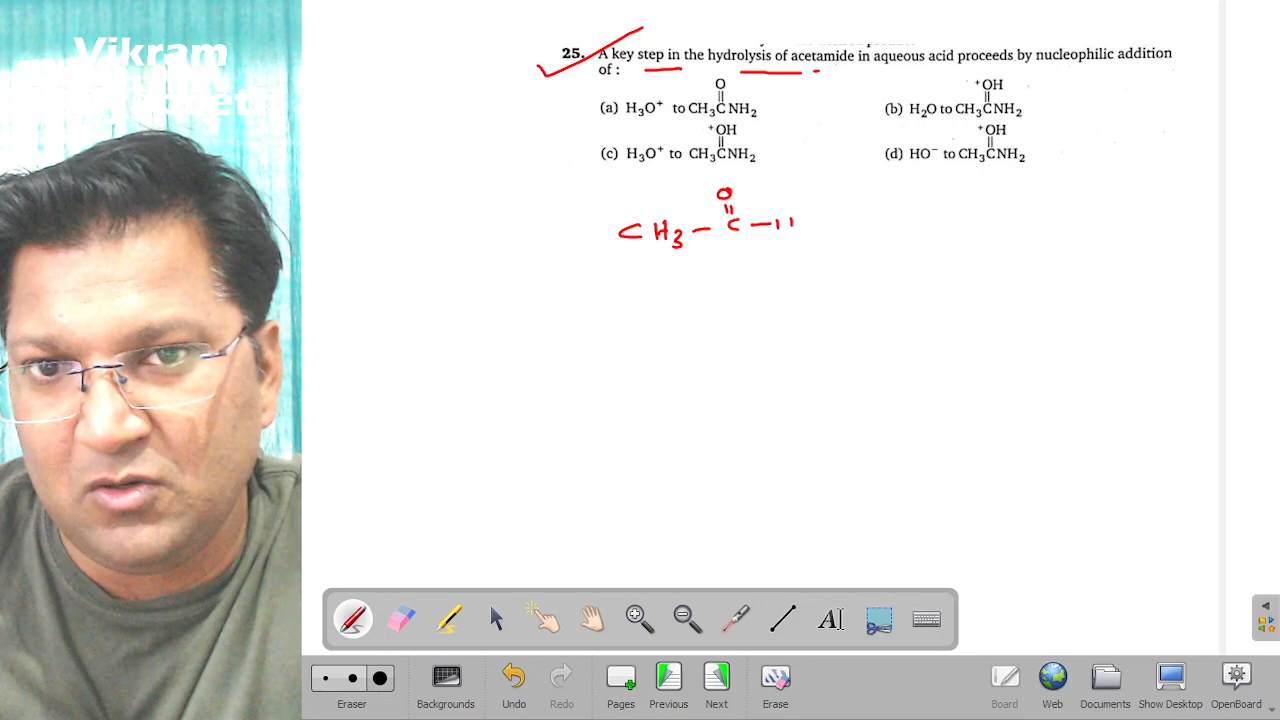 Vikram
25. A key step in the hydrolysis of acetamide in aqueous acid proceeds by nucleophilic addition
of :
O
||
(a) H₃O⁺ to CH₃C NH₂
⁺OH
||
(b) H₂O to CH₃CNH₂
⁺OH
||
(c) H₃O⁺ to CH₃CNH₂
⁺OH
||
(d) HO⁻ to CH₃CNH₂
O
||
CH₃ - C -
Eraser
Backgrounds
Undo
Redo
Pages
Previous
Next
Erase
Board
Web
Documents
Show Desktop
OpenBoard